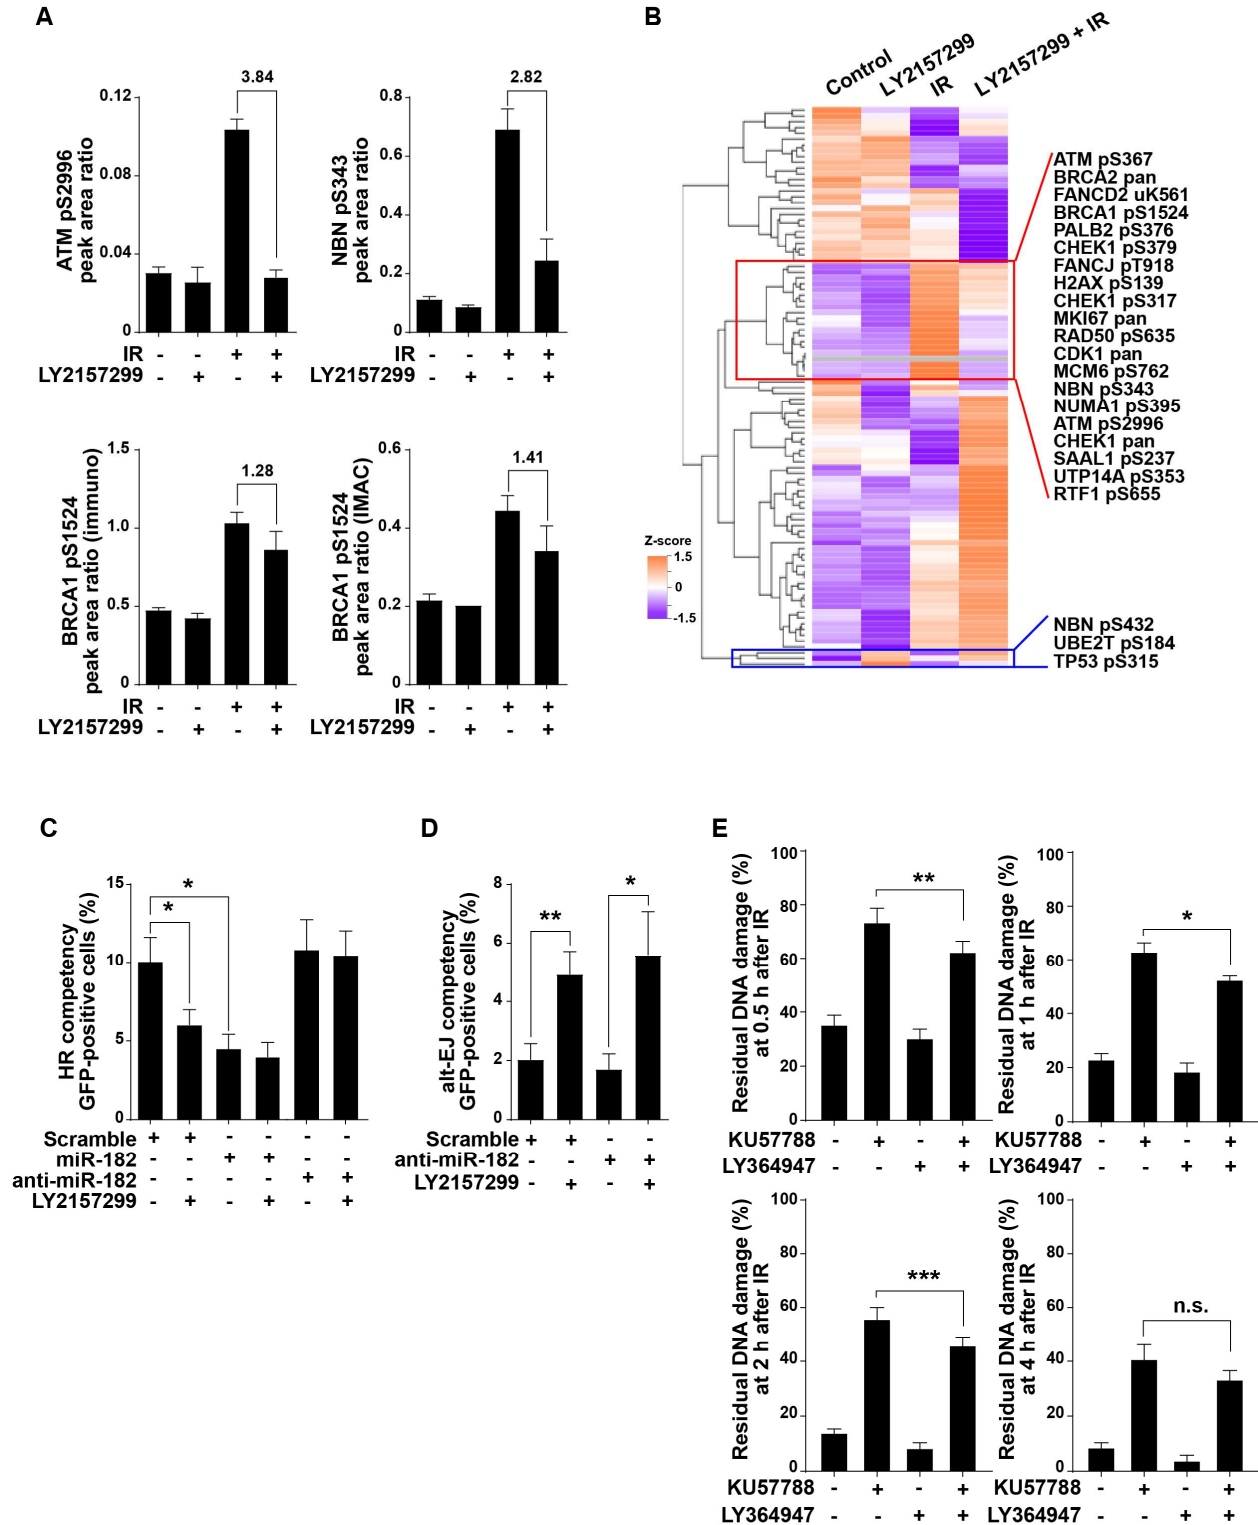 A
3.84
ATM pS2996
peak area ratio
0.12
0.08
0.04
0
IR - - + +
LY2157299 - + - +
2.82
NBN pS343
peak area ratio
0.8
0.6
0.4
0.2
0
IR - - + +
LY2157299 - + - +
1.28
BRCA1 pS1524
peak area ratio (immuno)
1.5
1.0
0.5
0
IR - - + +
LY2157299 - + - +
1.41
BRCA1 pS1524
peak area ratio (IMAC)
0.6
0.4
0.2
0
IR - - + +
LY2157299 - + - +
B
Control
LY2157299
IR
LY2157299 + IR
ATM pS367
BRCA2 pan
FANCD2 uK561
BRCA1 pS1524
PALB2 pS376
CHEK1 pS379
FANCJ pT918
H2AX pS139
CHEK1 pS317
MKI67 pan
RAD50 pS635
CDK1 pan
MCM6 pS762
NBN pS343
NUMA1 pS395
ATM pS2996
CHEK1 pan
SAAL1 pS237
UTP14A pS353
RTF1 pS655
Z-score
1.5
0
-1.5
NBN pS432
UBE2T pS184
TP53 pS315
C
HR competency
GFP-positive cells (%)
15
10
5
0
*
*
Scramble + + - - - -
miR-182 - - + + - -
anti-miR-182 - - - - + +
LY2157299 - + - + - +
D
alt-EJ competency
GFP-positive cells (%)
8
6
4
2
0
**
*
Scramble + + - -
anti-miR-182 - - + +
LY2157299 - + - +
E
Residual DNA damage (%)
at 0.5 h after IR
100
80
60
40
20
0
**
KU57788 - + - +
LY364947 - - + +
Residual DNA damage (%)
at 1 h after IR
100
80
60
40
20
0
*
KU57788 - + - +
LY364947 - - + +
Residual DNA damage (%)
at 2 h after IR
100
80
60
40
20
0
***
KU57788 - + - +
LY364947 - - + +
Residual DNA damage (%)
at 4 h after IR
100
80
60
40
20
0
n.s.
KU57788 - + - +
LY364947 - - + +